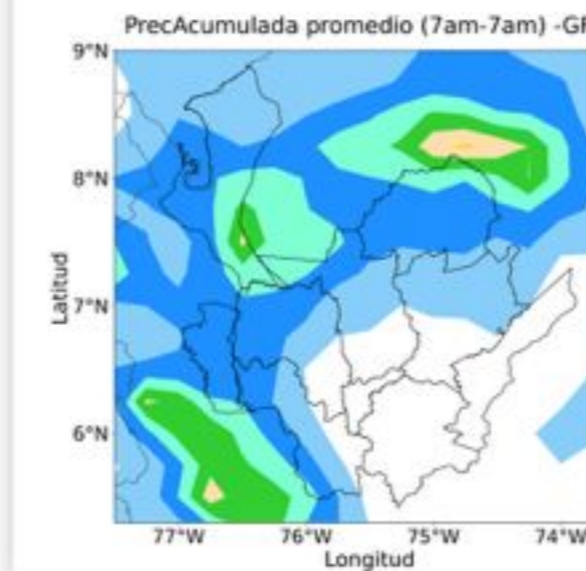 PrecAcumulada promedio (7am-7am) -GF
9°N
8°N
7°N
6°N
Latitud
77°W 76°W 75°W 74°W
Longitud